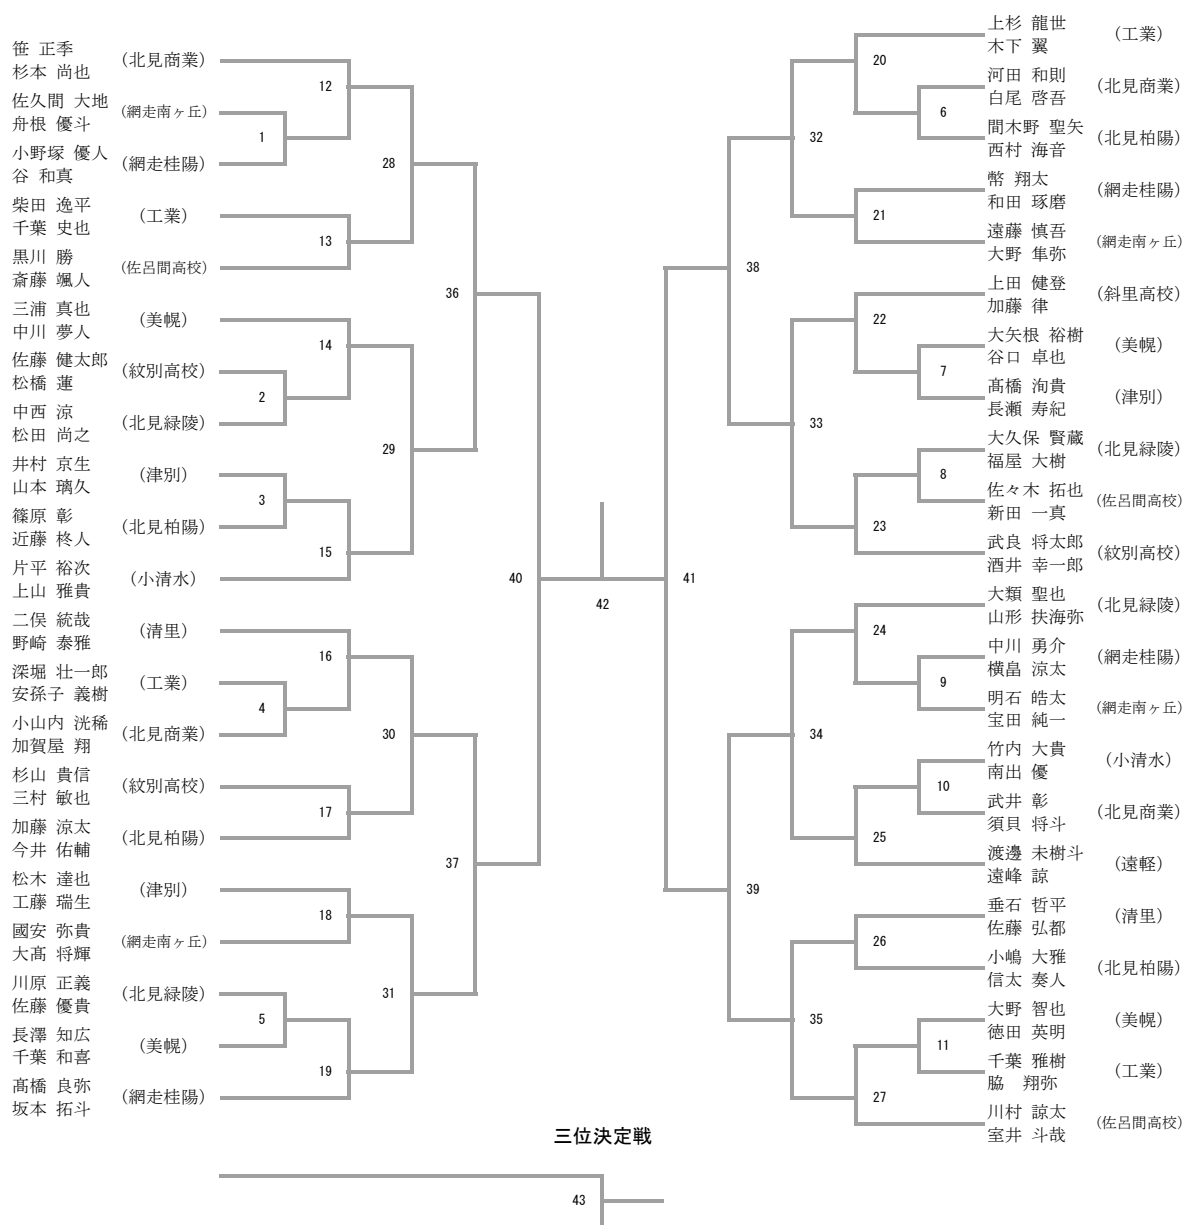 笹 正季
杉本 尚也
(北見商業)
佐久間 大地
舟根 優斗
(網走南ヶ丘)
小野塚 優人
谷 和真
(網走桂陽)
柴田 逸平
千葉 史也
(工業)
黒川 勝
斎藤 颯人
(佐呂間高校)
三浦 真也
中川 夢人
(美幌)
佐藤 健太郎
松橋 蓮
(紋別高校)
中西 涼
松田 尚之
(北見緑陵)
井村 京生
山本 璃久
(津別)
篠原 彰
近藤 柊人
(北見柏陽)
片平 裕次
上山 雅貴
(小清水)
二俣 統哉
野崎 泰雅
(清里)
深堀 壮一郎
安孫子 義樹
(工業)
小山内 洸稀
加賀屋 翔
(北見商業)
杉山 貴信
三村 敏也
(紋別高校)
加藤 涼太
今井 佑輔
(北見柏陽)
松木 達也
工藤 瑞生
(津別)
國安 弥貴
大髙 将輝
(網走南ヶ丘)
川原 正義
佐藤 優貴
(北見緑陵)
長澤 知広
千葉 和喜
(美幌)
髙橋 良弥
坂本 拓斗
(網走桂陽)
1
2
3
4
5
12
13
14
15
16
17
18
19
28
29
30
31
36
37
40
42
41
38
39
32
33
34
35
20
21
22
23
24
25
26
27
6
7
8
9
10
11
上杉 龍世
木下 翼
(工業)
河田 和則
白尾 啓吾
(北見商業)
間木野 聖矢
西村 海音
(北見柏陽)
幣 翔太
和田 琢磨
(網走桂陽)
遠藤 慎吾
大野 隼弥
(網走南ヶ丘)
上田 健登
加藤 律
(斜里高校)
大矢根 裕樹
谷口 卓也
(美幌)
髙橋 洵貴
長瀬 寿紀
(津別)
大久保 賢蔵
福屋 大樹
(北見緑陵)
佐々木 拓也
新田 一真
(佐呂間高校)
武良 将太郎
酒井 幸一郎
(紋別高校)
大類 聖也
山形 扶海弥
(北見緑陵)
中川 勇介
横畠 涼太
(網走桂陽)
明石 皓太
宝田 純一
(網走南ヶ丘)
竹内 大貴
南出 優
(小清水)
武井 彰
須貝 将斗
(北見商業)
渡邊 未樹斗
遠峰 諒
(遠軽)
垂石 哲平
佐藤 弘都
(清里)
小嶋 大雅
信太 奏人
(北見柏陽)
大野 智也
徳田 英明
(美幌)
千葉 雅樹
脇　翔弥
(工業)
川村 諒太
室井 斗哉
(佐呂間高校)
三位決定戦
43